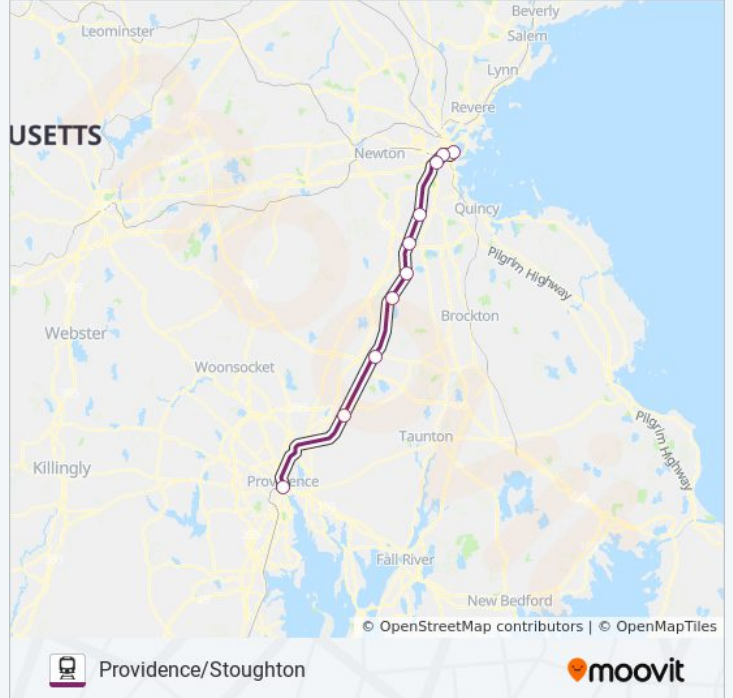 Beverly
Leominster
Salem
Lynn
Revere
USETTS
Newton
Quincy
Pilgrim Highway
Brockton
Webster
Woonsocket
Pilgrim Highway
Taunton
Killingly
Providence
Fall River
New Bedford
© OpenStreetMap contributors | © OpenMapTiles
Providence/Stoughton
moovit